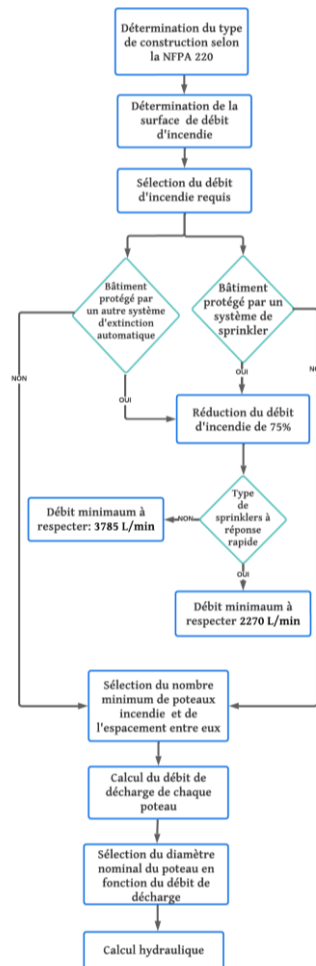 Détermination du type
de construction selon
la NFPA 220
Détermination de la
surface de débit
d'incendie
Sélection du débit
d'incendie requis
Bâtiment
protégé par
un autre système
d'extinction
automatique
Bâtiment
protégé par un
système de
sprinkler
NON
OUI
OUI
Réduction du débit
d'incendie de 75%
Type
de
sprinklers à
réponse
rapide
NON
Débit minimaum à
respecter: 3785 L/min
OUI
Débit minimaum à
respecter 2270 L/min
Sélection du nombre
minimum de poteaux
incendie et de
l'espacement entre eux
Calcul du débit de
décharge de chaque
poteau
Sélection du diamètre
nominal du poteau en
fonction du débit de
décharge
Calcul hydraulique